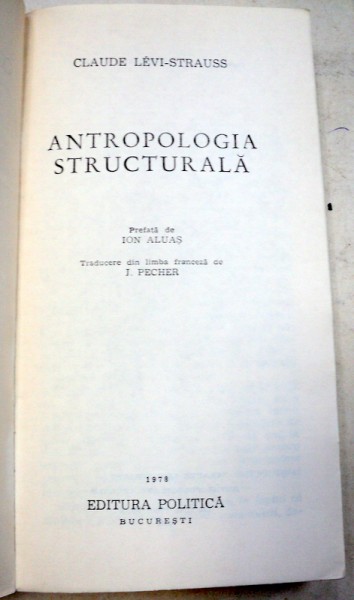 CLAUDE LÉVI-STRAUSS
ANTROPOLOGIA
STRUCTURALĂ
Prefață de
ION ALUAȘ
Traducere din limba franceză de
J. PECHER
1978
EDITURA POLITICĂ
BUCUREȘTI